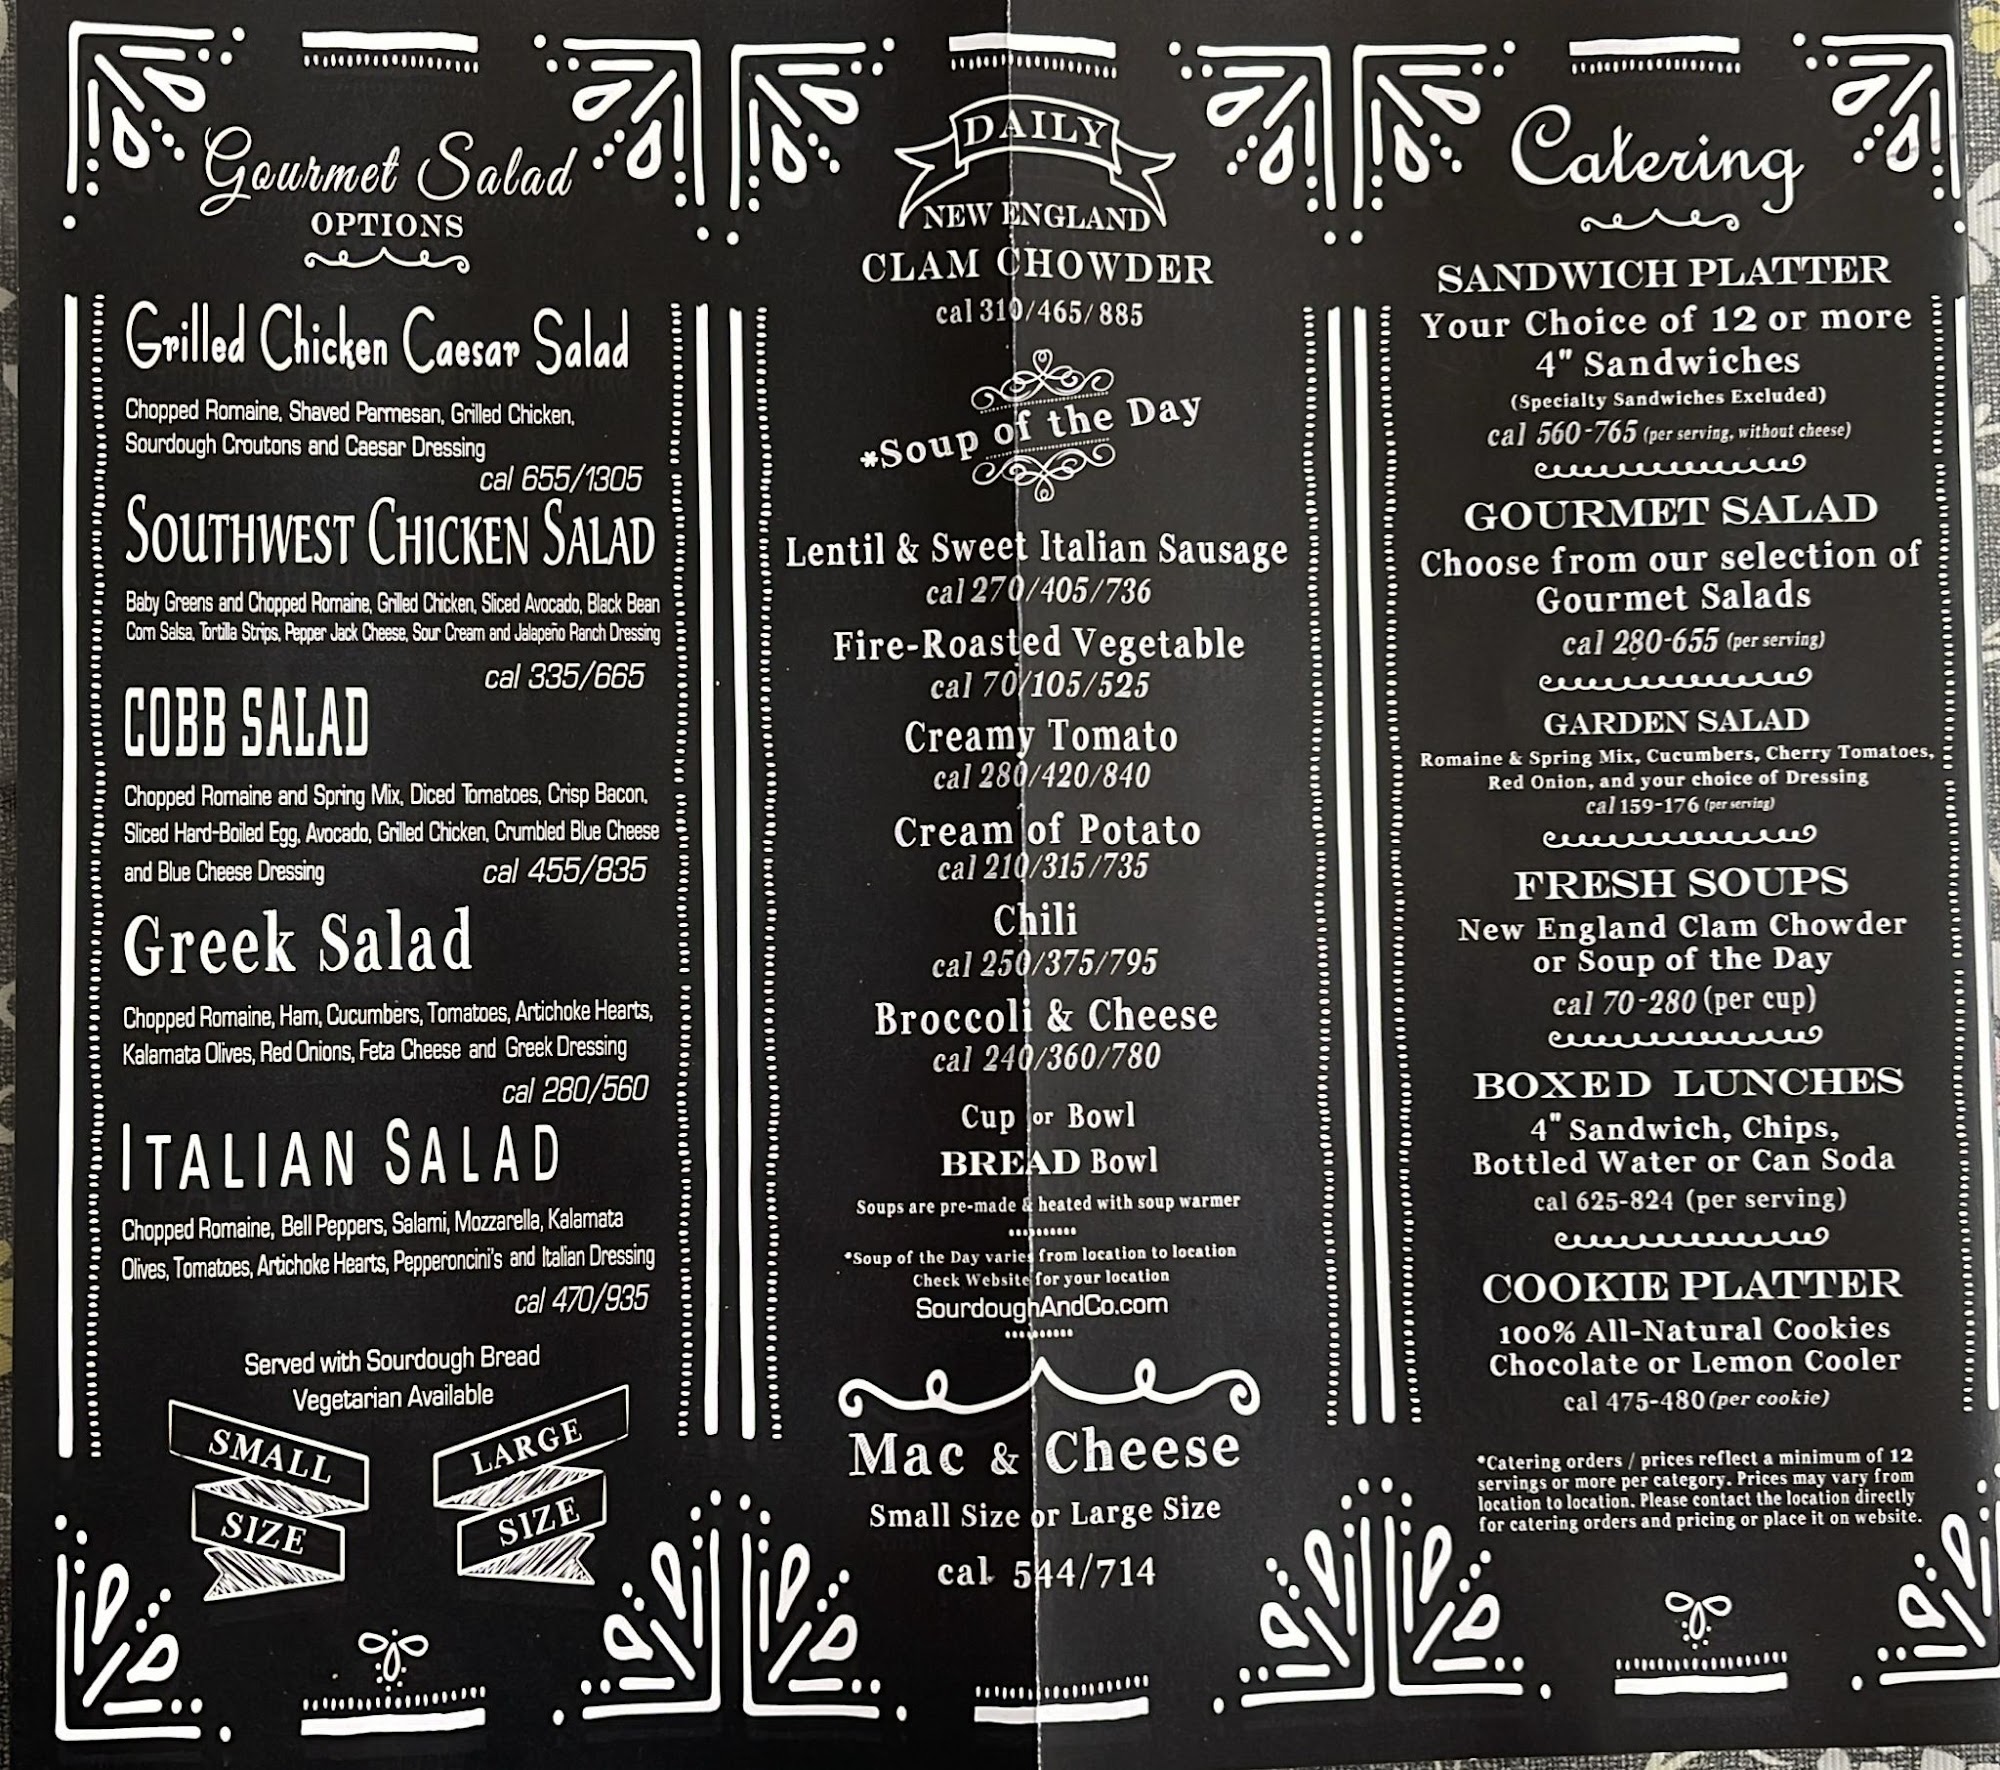 Gourmet Salad
OPTIONS
Grilled Chicken Caesar Salad
Chopped Romaine, Shaved Parmesan, Grilled Chicken,
Sourdough Croutons and Caesar Dressing
cal 655/1305
SOUTHWEST CHICKEN SALAD
Baby Greens and Chopped Romaine, Grilled Chicken, Sliced Avocado, Black Bean
Corn Salsa, Tortilla Strips, Pepper Jack Cheese, Sour Cream and Jalapeño Ranch Dressing
cal 335/665
COBB SALAD
Chopped Romaine and Spring Mix, Diced Tomatoes, Crisp Bacon,
Sliced Hard-Boiled Egg, Avocado, Grilled Chicken, Crumbled Blue Cheese
and Blue Cheese Dressing cal 455/835
Greek Salad
Chopped Romaine, Ham, Cucumbers, Tomatoes, Artichoke Hearts,
Kalamata Olives, Red Onions, Feta Cheese and Greek Dressing
cal 280/560
ITALIAN SALAD
Chopped Romaine, Bell Peppers, Salami, Mozzarella, Kalamata
Olives, Tomatoes, Artichoke Hearts, Pepperoncini's and Italian Dressing
cal 470/935
Served with Sourdough Bread
Vegetarian Available
SMALL
SIZE
LARGE
SIZE
DAILY
NEW ENGLAND
CLAM CHOWDER
cal 310/465/885
*Soup of the Day
Lentil & Sweet Italian Sausage
cal 270/405/736
Fire-Roasted Vegetable
cal 70/105/525
Creamy Tomato
cal 280/420/840
Cream of Potato
cal 210/315/735
Chili
cal 250/375/795
Broccoli & Cheese
cal 240/360/780
Cup or Bowl
BREAD Bowl
Soups are pre-made & heated with soup warmer
*Soup of the Day varies from location to location
Check Website for your location
SourdoughAndCo.com
Mac & Cheese
Small Size or Large Size
cal. 544/714
Catering
SANDWICH PLATTER
Your Choice of 12 or more
4" Sandwiches
(Specialty Sandwiches Excluded)
cal 560-765 (per serving, without cheese)
GOURMET SALAD
Choose from our selection of
Gourmet Salads
cal 280-655 (per serving)
GARDEN SALAD
Romaine & Spring Mix, Cucumbers, Cherry Tomatoes,
Red Onion, and your choice of Dressing
cal 159-176 (per serving)
FRESH SOUPS
New England Clam Chowder
or Soup of the Day
cal 70-280 (per cup)
BOXED LUNCHES
4" Sandwich, Chips,
Bottled Water or Can Soda
cal 625-824 (per serving)
COOKIE PLATTER
100% All-Natural Cookies
Chocolate or Lemon Cooler
cal 475-480 (per cookie)
*Catering orders / prices reflect a minimum of 12
servings or more per category. Prices may vary from
location to location. Please contact the location directly
for catering orders and pricing or place it on website.